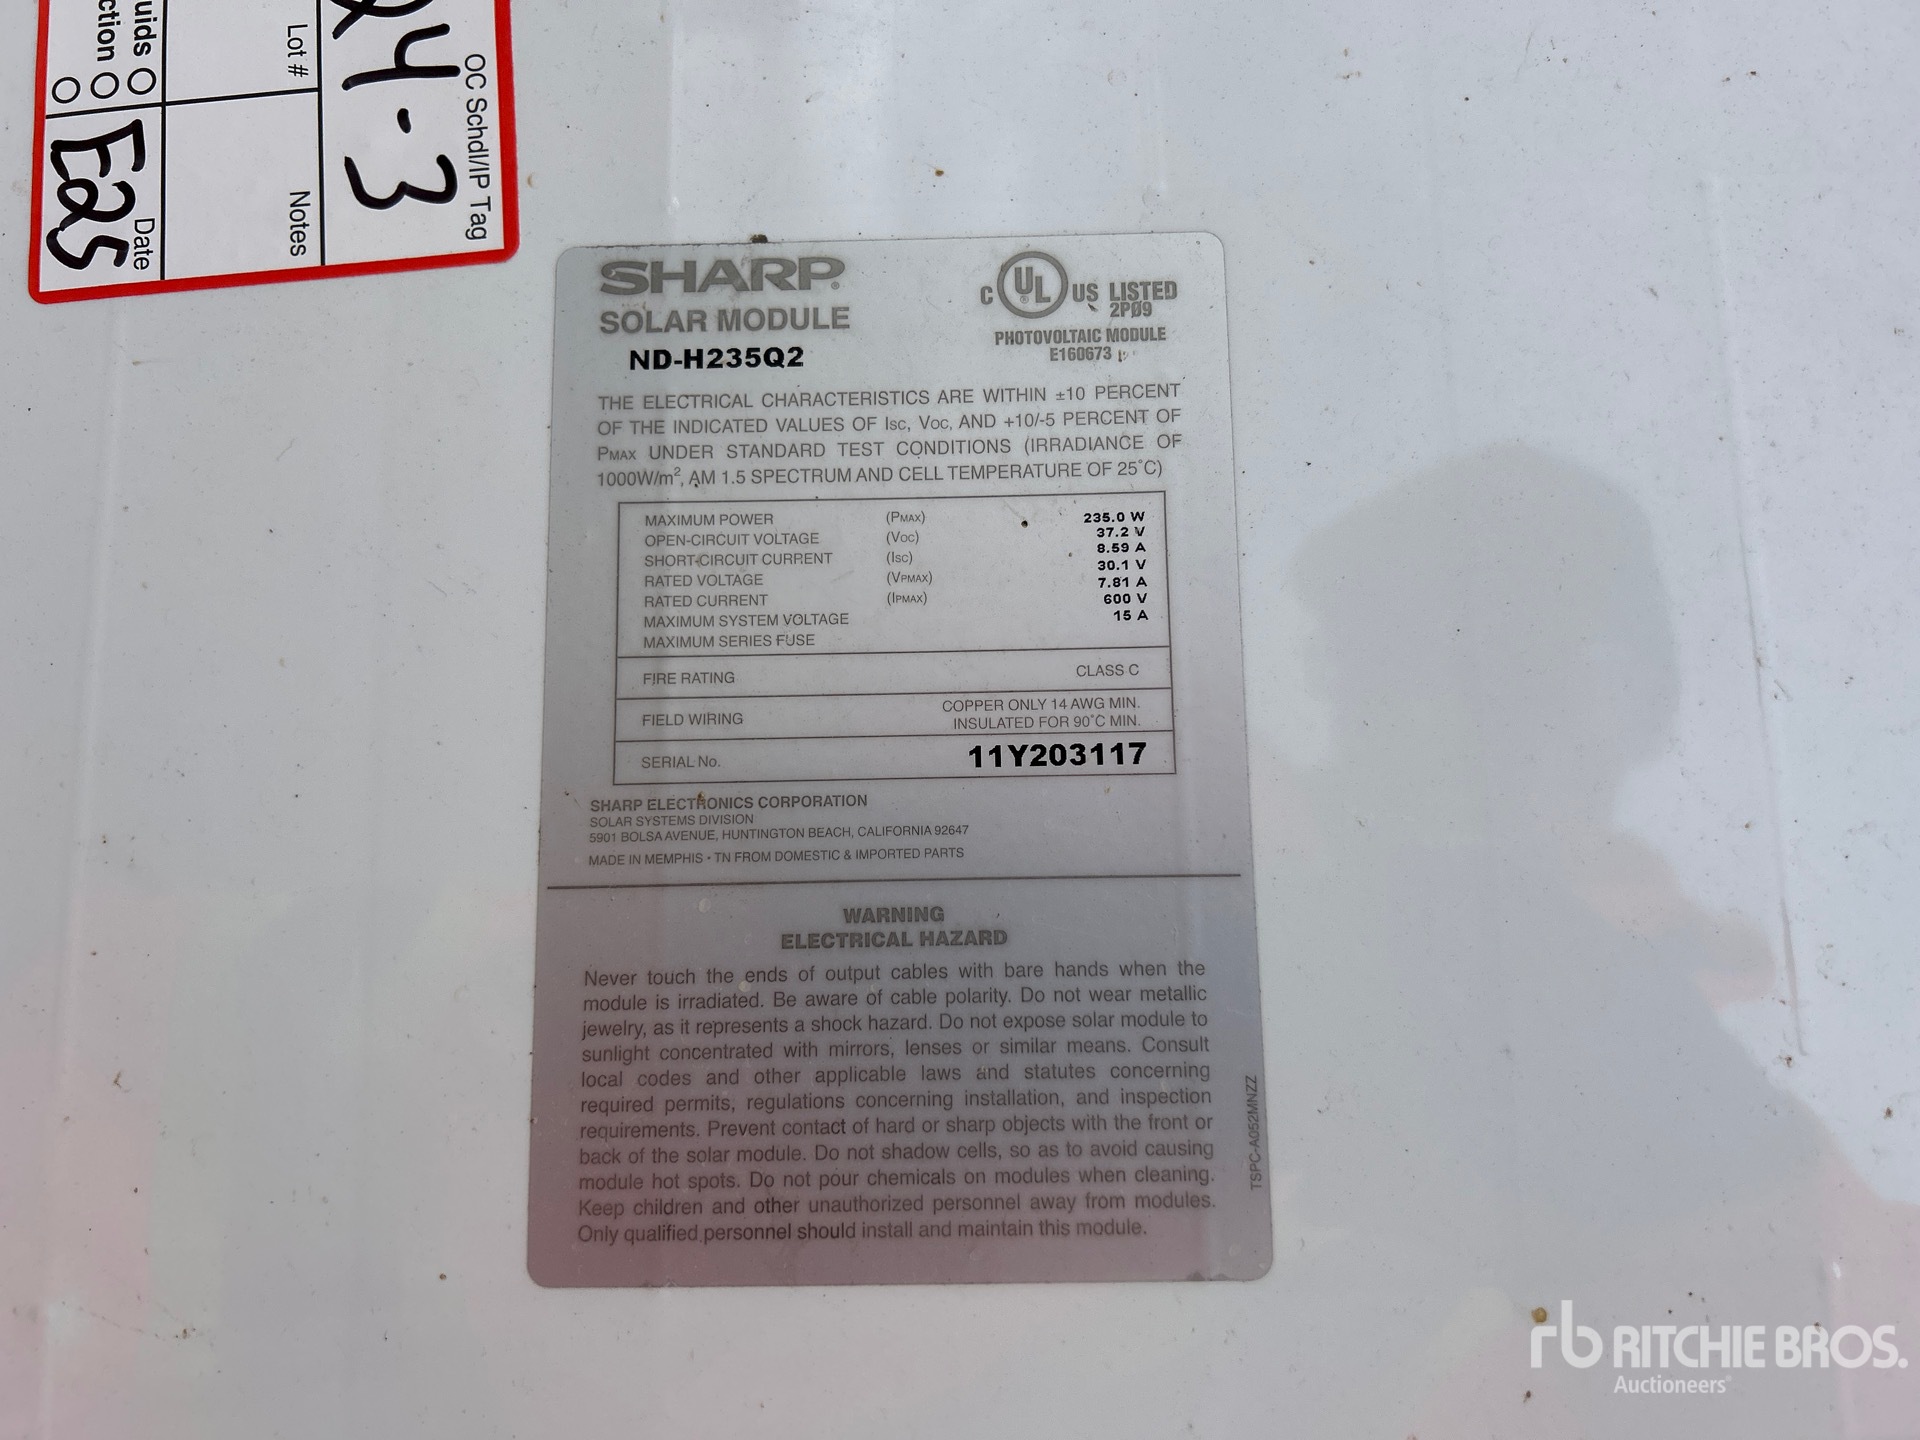 OC Schdl/IP Tag
24-3
Lot #
Notes
uids
ction
Date
E25
SHARP®
SOLAR MODULE
ND-H235Q2
C UL® US LISTED
2PØ9
PHOTOVOLTAIC MODULE
E160673
THE ELECTRICAL CHARACTERISTICS ARE WITHIN ±10 PERCENT
OF THE INDICATED VALUES OF Isc, Voc, AND +10/-5 PERCENT OF
PMAX UNDER STANDARD TEST CONDITIONS (IRRADIANCE OF
1000W/m², AM 1.5 SPECTRUM AND CELL TEMPERATURE OF 25°C)
MAXIMUM POWER (PMAX) 235.0 W
OPEN-CIRCUIT VOLTAGE (Voc) 37.2 V
SHORT-CIRCUIT CURRENT (Isc) 8.59 A
RATED VOLTAGE (VPMAX) 30.1 V
RATED CURRENT (IPMAX) 7.81 A
MAXIMUM SYSTEM VOLTAGE 600 V
MAXIMUM SERIES FUSE 15 A
FIRE RATING CLASS C
FIELD WIRING COPPER ONLY 14 AWG MIN.
INSULATED FOR 90°C MIN.
SERIAL No. 11Y203117
SHARP ELECTRONICS CORPORATION
SOLAR SYSTEMS DIVISION
5901 BOLSA AVENUE, HUNTINGTON BEACH, CALIFORNIA 92647
MADE IN MEMPHIS • TN FROM DOMESTIC & IMPORTED PARTS
WARNING
ELECTRICAL HAZARD
Never touch the ends of output cables with bare hands when the
module is irradiated. Be aware of cable polarity. Do not wear metallic
jewelry, as it represents a shock hazard. Do not expose solar module to
sunlight concentrated with mirrors, lenses or similar means. Consult
local codes and other applicable laws and statutes concerning
required permits, regulations concerning installation, and inspection
requirements. Prevent contact of hard or sharp objects with the front or
back of the solar module. Do not shadow cells, so as to avoid causing
module hot spots. Do not pour chemicals on modules when cleaning.
Keep children and other unauthorized personnel away from modules.
Only qualified personnel should install and maintain this module.
TSPC-A052MNZZ
rb RITCHIE BROS.
Auctioneers